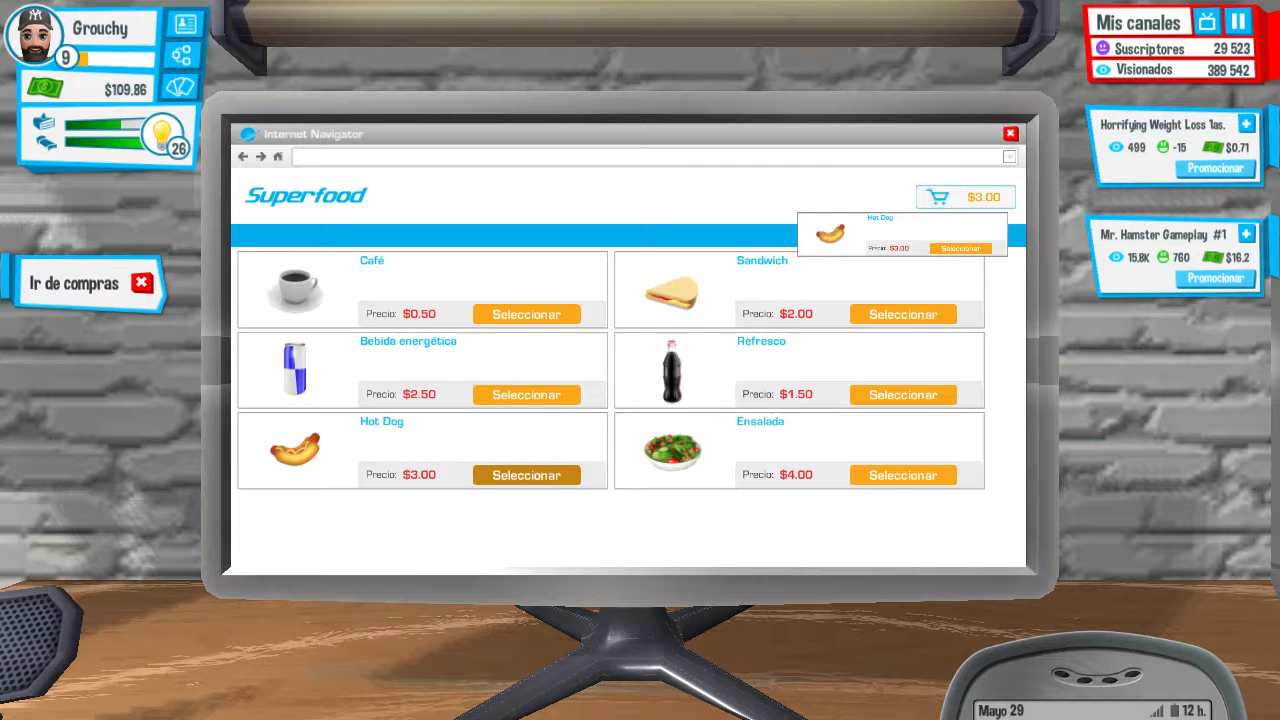 Grouchy
9
$109.86
26
Ir de compras
Mis canales
Suscriptores 29 523
Visionados 389 542
Horrifying Weight Loss 1as.
499 -15 $0.71
Promocionar
Mr. Hamster Gameplay #1
15.8K 760 $16.2
Promocionar
Internet Navigator
Superfood
$3.00
Hot Dog
Precio: $3.00 Seleccionar
Café
Precio: $0.50 Seleccionar
Sandwich
Precio: $2.00 Seleccionar
Bebida energética
Precio: $2.50 Seleccionar
Refresco
Precio: $1.50 Seleccionar
Hot Dog
Precio: $3.00 Seleccionar
Ensalada
Precio: $4.00 Seleccionar
Mayo 29 12 h.